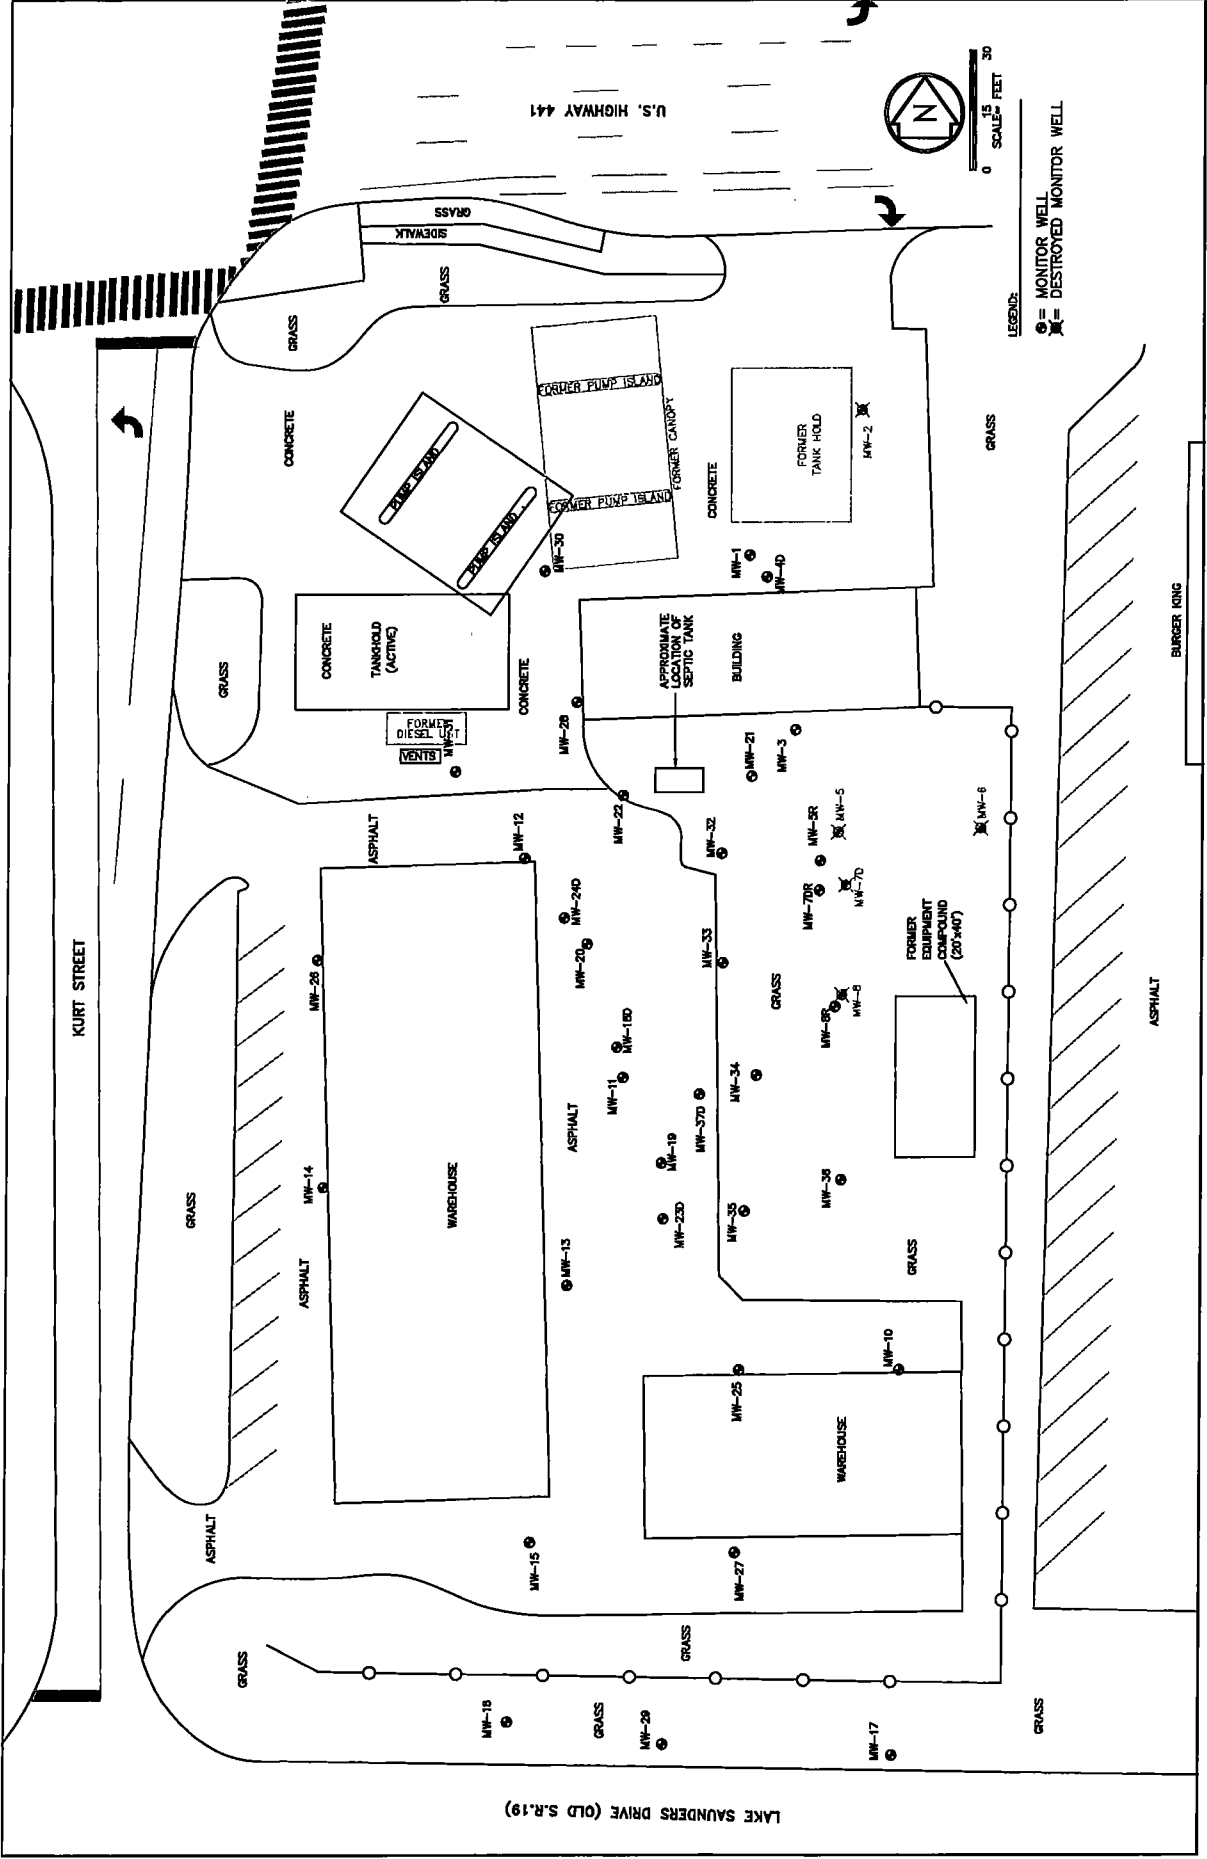 KURT STREET
U.S. HIGHWAY 441
LAKE SAUNDERS DRIVE (OLD S.R.19)
N
0 15 30
SCALE= FEET
LEGEND:
= MONITOR WELL
= DESTROYED MONITOR WELL
GRASS
SIDEWALK
GRASS
GRASS
CONCRETE
PUMP ISLAND
PUMP ISLAND
FORMER PUMP ISLAND
FORMER PUMP ISLAND
FORMER CANOPY
CONCRETE
FORMER
TANK HOLD
MW-2
GRASS
MW-30
MW-1
MW-4D
GRASS
CONCRETE
TANKHOLD
(ACTIVE)
CONCRETE
FORMER
DIESEL
VENTS
MW-31
MW-28
APPROXIMATE
LOCATION OF
SEPTIC TANK
BUILDING
BURGER KING
MW-21
MW-3
ASPHALT
MW-12
MW-22
MW-32
MW-5R
MW-5
MW-6
MW-24D
MW-20
MW-7DR
MW-7D
MW-26
MW-33
GRASS
FORMER
EQUIPMENT
COMPOUND
(20'x40')
MW-18D
MW-11
MW-8R
MW-8
MW-34
MW-37D
ASPHALT
ASPHALT
MW-14
WAREHOUSE
GRASS
MW-19
MW-23D
MW-35
MW-36
ASPHALT
MW-13
GRASS
MW-25
MW-10
WAREHOUSE
ASPHALT
MW-15
MW-27
GRASS
GRASS
MW-16
GRASS
MW-29
MW-17
GRASS